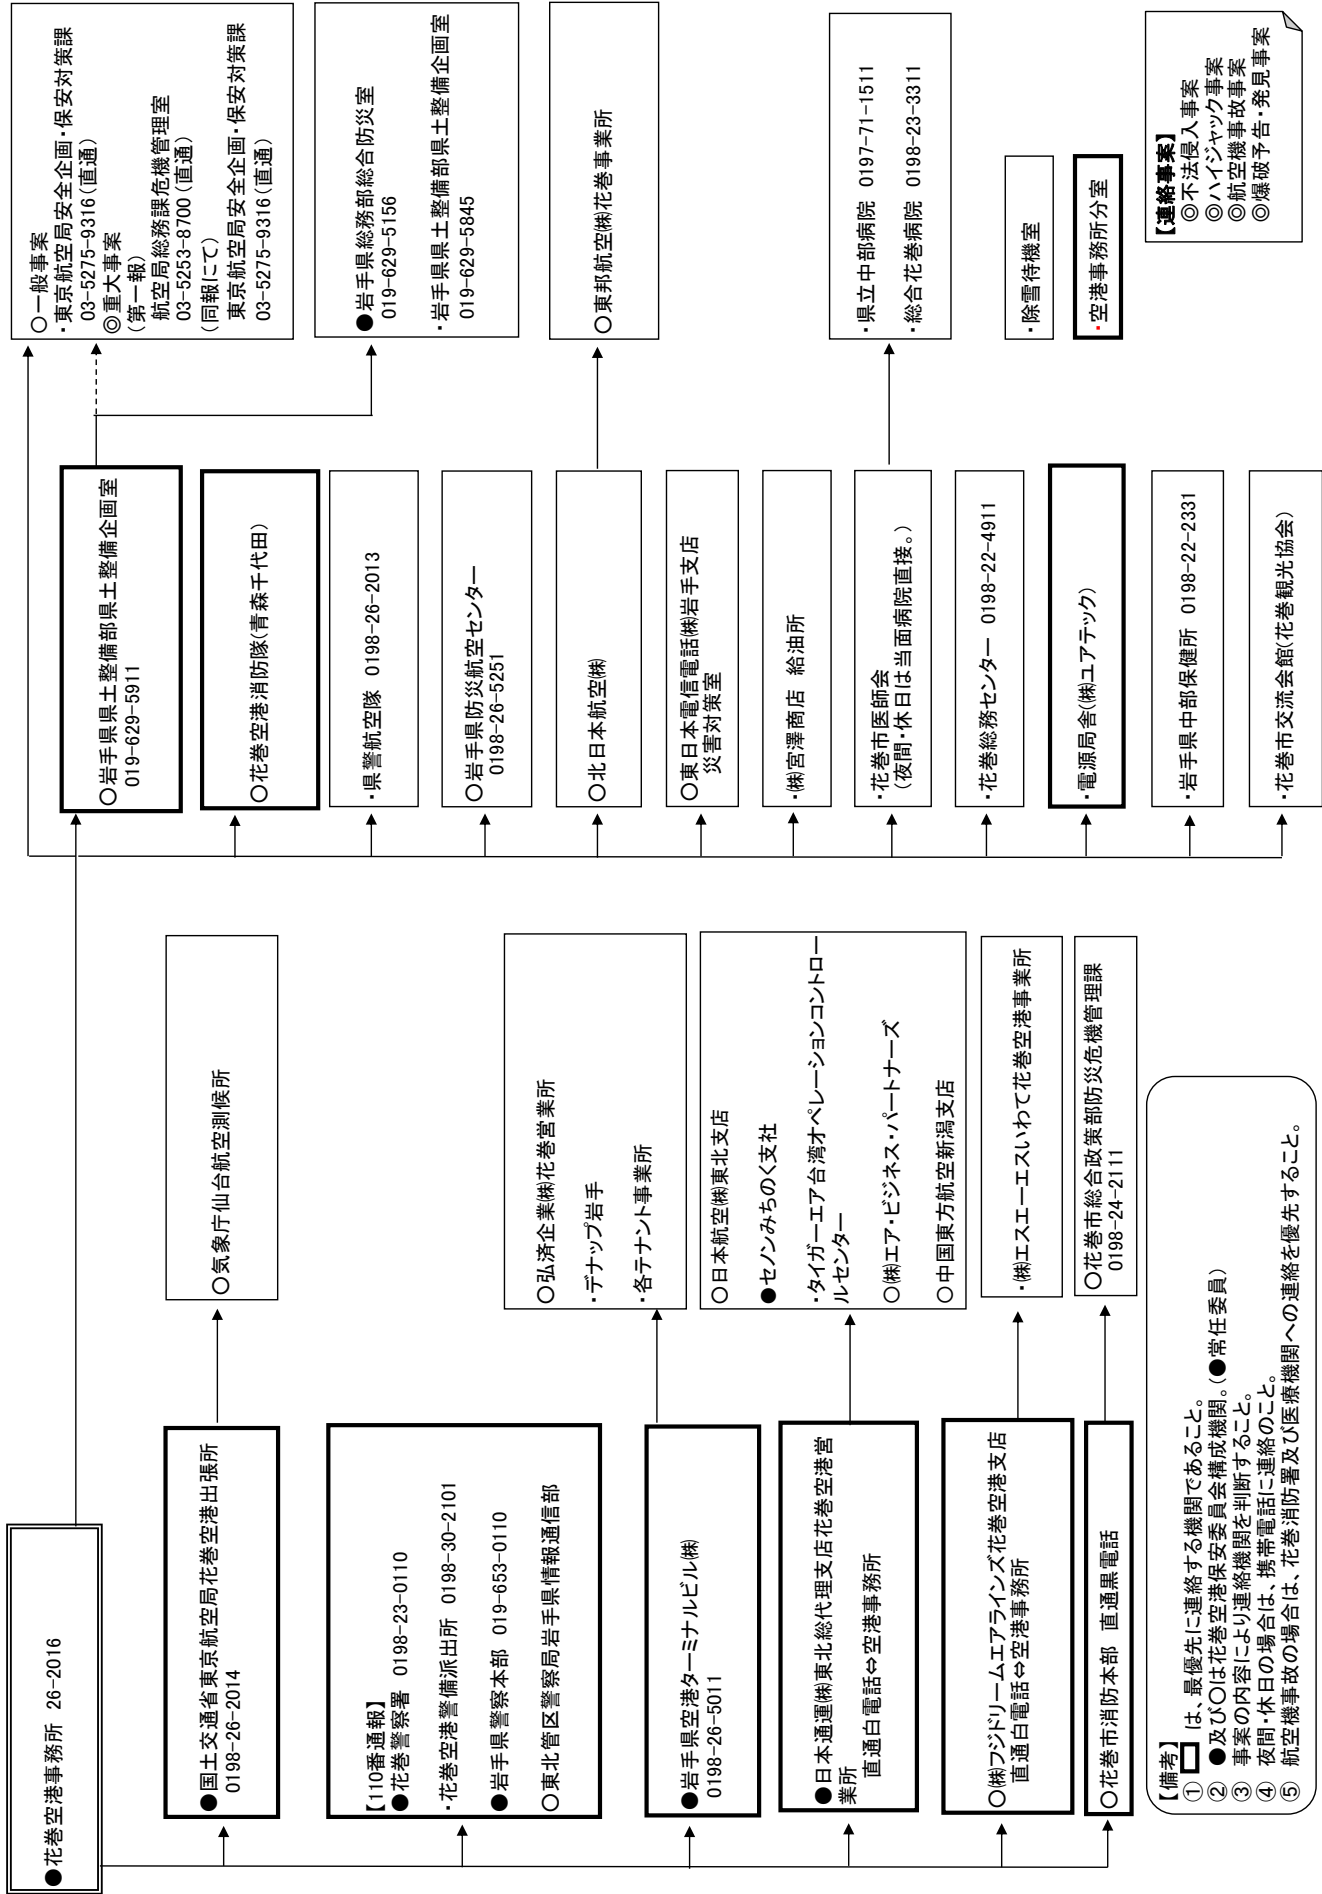 ●花巻空港事務所 26-2016
●国土交通省東京航空局花巻空港出張所
0198-26-2014
○気象庁仙台航空測候所
【110番通報】
●花巻警察署 0198-23-0110
・花巻空港警備派出所 0198-30-2101
●岩手県警察本部 019-653-0110
○東北管区警察局岩手県情報通信部
●岩手県空港ターミナルビル㈱
0198-26-5011
○弘済企業㈱花巻営業所
・デナップ岩手
・各テナント事業所
●日本通運㈱東北総代理支店花巻空港営
業所
直通白電話⇔空港事務所
○日本航空㈱東北支店
●セノンみちのく支社
・タイガーエア台湾オペレーションコントロー
ルセンター
○㈱エア・ビジネス・パートナーズ
○中国東方航空新潟支店
○㈱フジドリームエアラインズ花巻空港支店
直通白電話⇔空港事務所
・㈱エスエーエスいわて花巻空港事業所
○花巻市消防本部 直通黒電話
○花巻市総合政策部防災危機管理課
0198-24-2111
【備考】
① は、最優先に連絡する機関であること。
② ●及び○は花巻空港保安委員会構成機関。(●常任委員)
③ 事案の内容により連絡機関を判断すること。
④ 夜間・休日の場合は、携帯電話に連絡のこと。
⑤ 航空機事故の場合は、花巻消防署及び医療機関への連絡を優先すること。
○岩手県県土整備部県土整備企画室
019-629-5911
○花巻空港消防隊(青森千代田)
・県警航空隊 0198-26-2013
○岩手県防災航空センター
0198-26-5251
○北日本航空㈱
○東日本電信電話㈱岩手支店
災害対策室
・㈱宮澤商店 給油所
・花巻市医師会
(夜間・休日は当面病院直接。)
・花巻総務センター 0198-22-4911
・電源局舎(㈱ユアテック)
・岩手県中部保健所 0198-22-2331
・花巻市交流会館(花巻観光協会)
○一般事案
・東京航空局安全企画・保安対策課
03-5275-9316(直通)
◎重大事案
(第一報)
航空局総務課危機管理室
03-5253-8700(直通)
(同報にて)
東京航空局安全企画・保安対策課
03-5275-9316(直通)
●岩手県総務部総合防災室
019-629-5156
・岩手県県土整備部県土整備企画室
019-629-5845
○東邦航空㈱花巻事業所
・県立中部病院 0197-71-1511
・総合花巻病院 0198-23-3311
・除雪待機室
・空港事務所分室
【連絡事案】
◎不法侵入事案
◎ハイジャック事案
◎航空機事故事案
◎爆破予告・発見事案